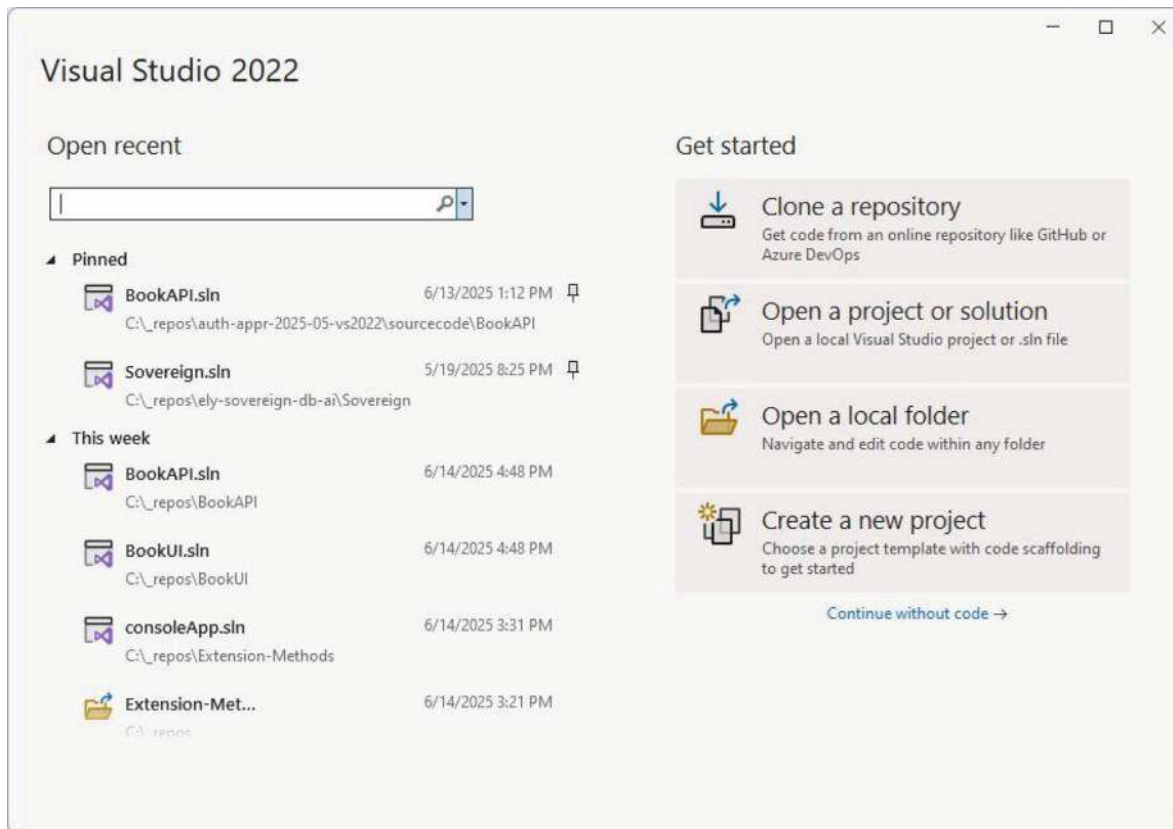 Visual Studio 2022
Open recent
Pinned
BookAPI.sln 6/13/2025 1:12 PM
C:\_repos\auth-appr-2025-05-vs2022\sourcecode\BookAPI
Sovereign.sln 5/19/2025 8:25 PM
C:\_repos\ely-sovereign-db-ai\Sovereign
This week
BookAPI.sln 6/14/2025 4:48 PM
C:\_repos\BookAPI
BookUI.sln 6/14/2025 4:48 PM
C:\_repos\BookUI
consoleApp.sln 6/14/2025 3:31 PM
C:\_repos\Extension-Methods
Extension-Met... 6/14/2025 3:21 PM
C:\_repos
Get started
Clone a repository
Get code from an online repository like GitHub or
Azure DevOps
Open a project or solution
Open a local Visual Studio project or .sln file
Open a local folder
Navigate and edit code within any folder
Create a new project
Choose a project template with code scaffolding
to get started
Continue without code →